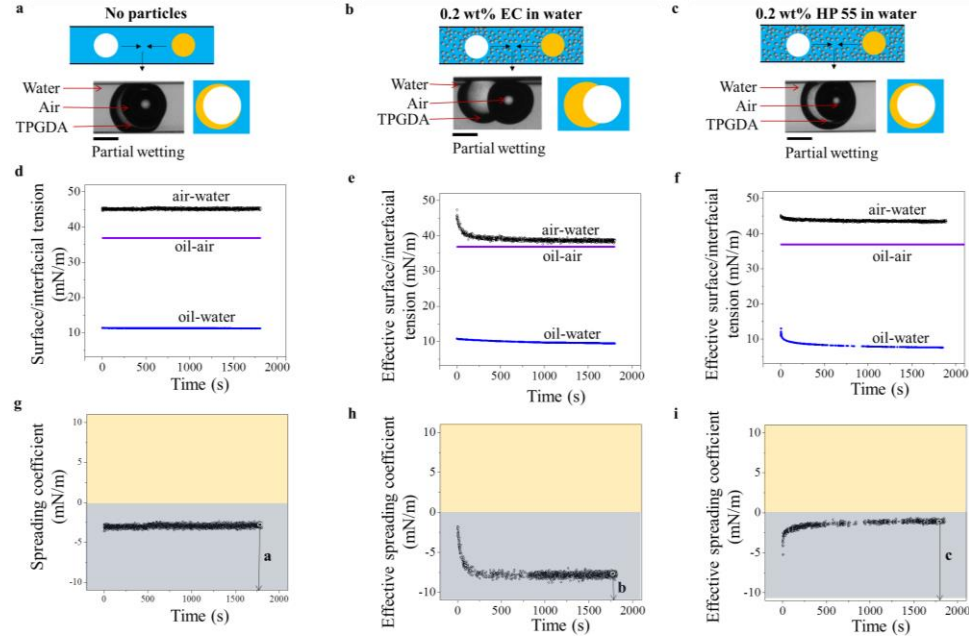 a
No particles
b
0.2 wt% EC in water
c
0.2 wt% HP 55 in water
Water
Air
TPGDA
Partial wetting
Water
Air
TPGDA
Partial wetting
Water
Air
TPGDA
Partial wetting
d
Surface/interfacial tension
(mN/m)
50
40
30
20
10
air-water
oil-air
oil-water
0 500 1000 1500 2000
Time (s)
e
Effective surface/interfacial
tension (mN/m)
50
40
30
20
10
air-water
oil-air
oil-water
0 500 1000 1500 2000
Time (s)
f
Effective surface/interfacial
tension (mN/m)
50
40
30
20
10
air-water
oil-air
oil-water
0 500 1000 1500 2000
Time (s)
g
Spreading coefficient
(mN/m)
10
5
0
-5
-10
a
0 500 1000 1500 2000
Time (s)
h
Effective spreading coefficient
(mN/m)
10
5
0
-5
-10
b
0 500 1000 1500 2000
Time (s)
i
Effective spreading coefficient
(mN/m)
10
5
0
-5
-10
c
0 500 1000 1500 2000
Time (s)